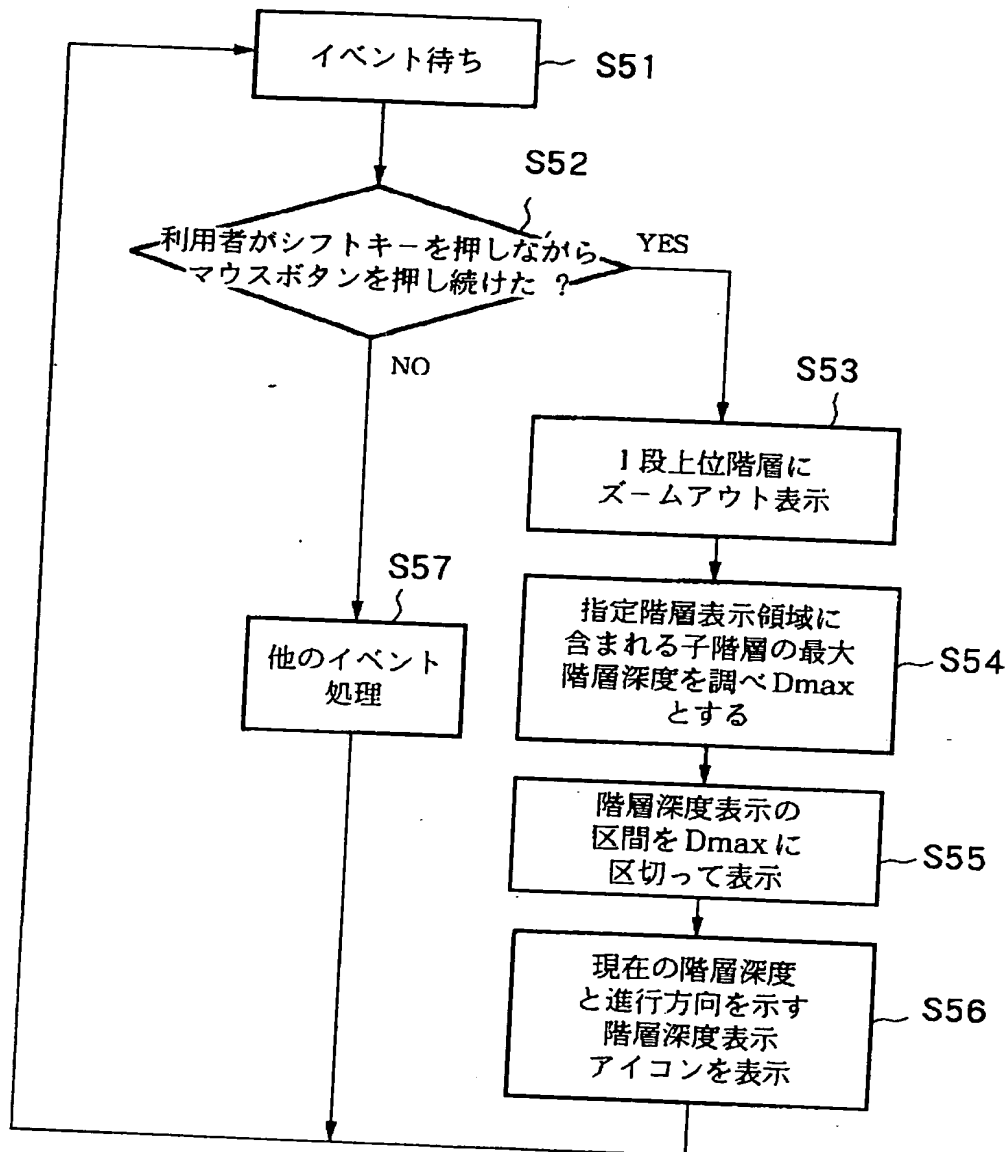 イベント待ち
S51
S52
利用者がシフトキーを押しながら
マウスボタンを押し続けた ?
YES
NO
S53
1段上位階層に
ズームアウト表示
S57
他のイベント
処理
指定階層表示領域に
含まれる子階層の最大
階層深度を調べDmax
とする
S54
階層深度表示の
区間をDmaxに
区切って表示
S55
現在の階層深度
と進行方向を示す
階層深度表示
アイコンを表示
S56